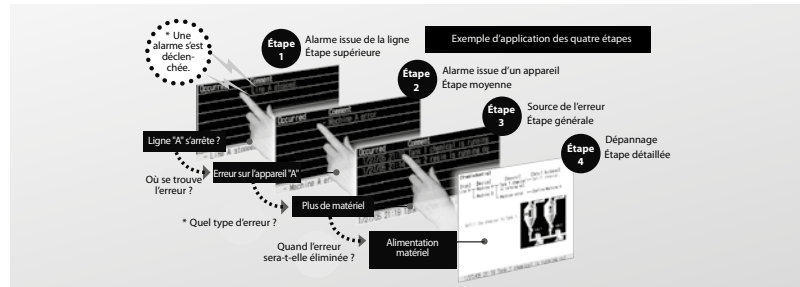 * Une
alarme s'est
déclen-
chée.
Étape
1
Alarme issue de la ligne
Étape supérieure
Exemple d'application des quatre étapes
Étape
2
Alarme issue d'un appareil
Étape moyenne
Étape
3
Source de l'erreur
Étape générale
Étape
4
Dépannage
Étape détaillée
Occurred Comment
Line A stopped
Occurred Comment
Machine A error
Occurred Comment
Ligne "A" s'arrête ?
Où se trouve
l'erreur ?
Erreur sur l'appareil "A"
* Quel type d'erreur ?
Plus de matériel
Quand l'erreur
sera-t-elle éliminée ?
Alimentation
matériel